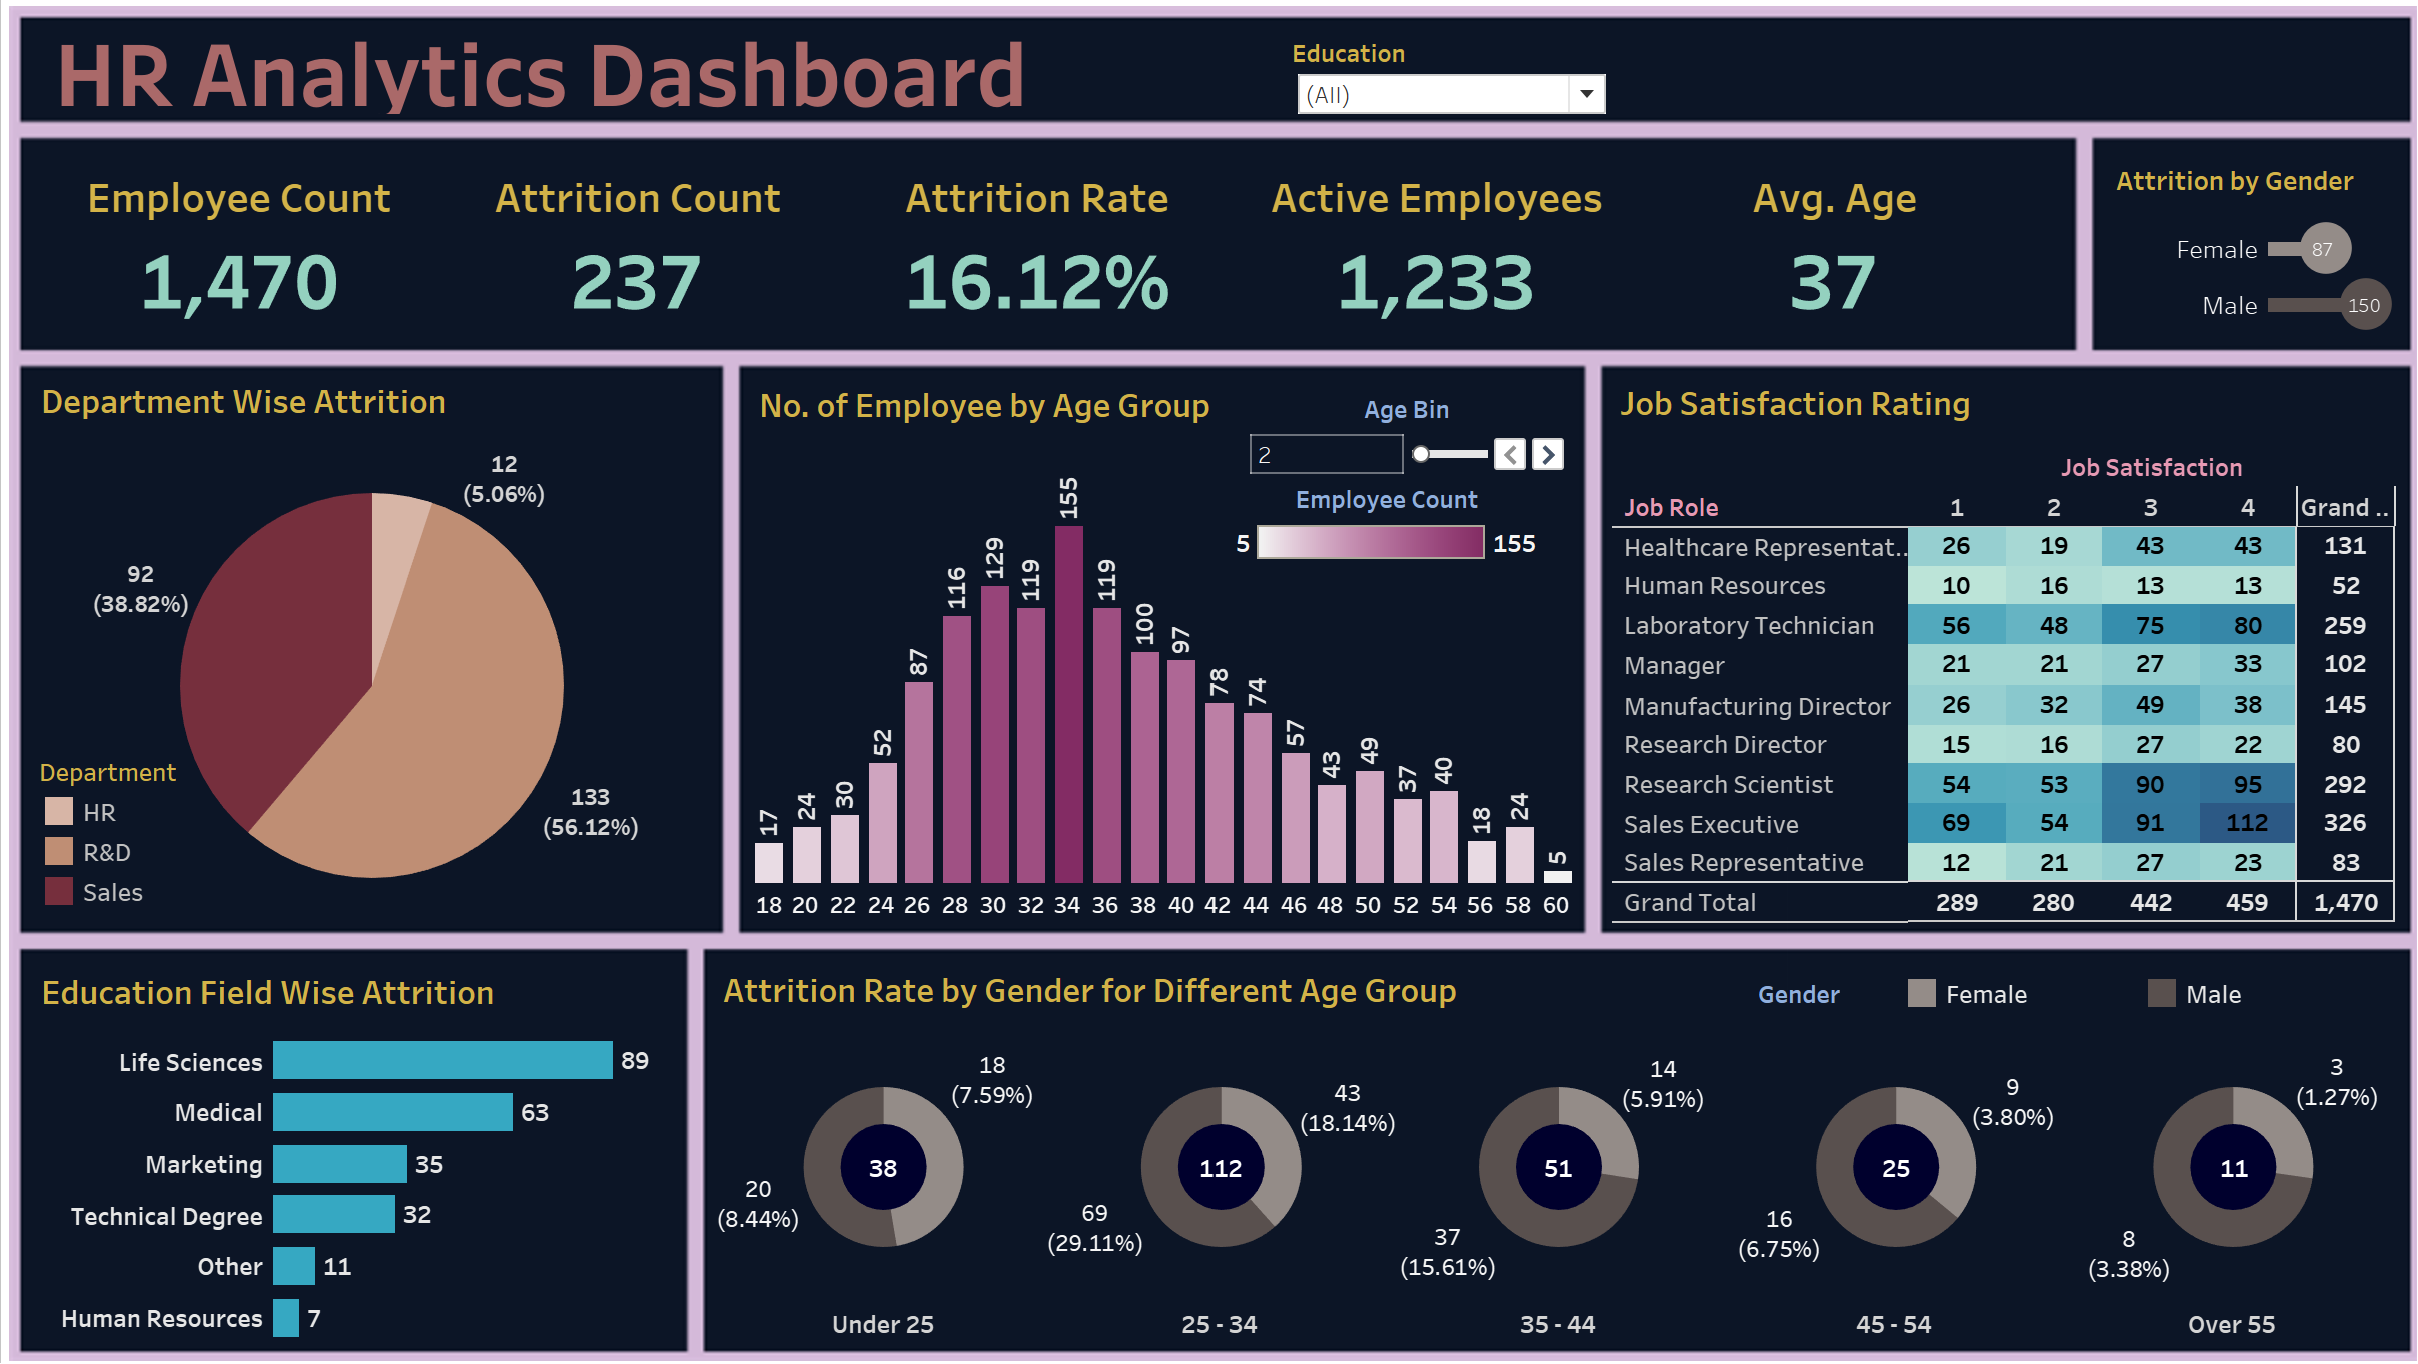 HR Analytics Dashboard
Education
(All)
Employee Count
Attrition Count
Attrition Rate
Active Employees
Avg. Age
1,470
237
16.12%
1,233
37
Attrition by Gender
Female 87
Male 150
Department Wise Attrition
12
(5.06%)
92
(38.82%)
133
(56.12%)
Department
HR
R&D
Sales
No. of Employee by Age Group
Age Bin
2
Employee Count
5 155
17 24 30 52 87 116 129 119 155 119 100 97 78 74 57 43 49 37 40 18 24 5
18 20 22 24 26 28 30 32 34 36 38 40 42 44 46 48 50 52 54 56 58 60
Job Satisfaction Rating
Job Satisfaction
Job Role 1 2 3 4 Grand ..
Healthcare Representat.. 26 19 43 43 131
Human Resources 10 16 13 13 52
Laboratory Technician 56 48 75 80 259
Manager 21 21 27 33 102
Manufacturing Director 26 32 49 38 145
Research Director 15 16 27 22 80
Research Scientist 54 53 90 95 292
Sales Executive 69 54 91 112 326
Sales Representative 12 21 27 23 83
Grand Total 289 280 442 459 1,470
Education Field Wise Attrition
Life Sciences 89
Medical 63
Marketing 35
Technical Degree 32
Other 11
Human Resources 7
Attrition Rate by Gender for Different Age Group
Gender Female Male
18
(7.59%)
38
20
(8.44%)
Under 25
43
(18.14%)
112
69
(29.11%)
25 - 34
14
(5.91%)
51
37
(15.61%)
35 - 44
9
(3.80%)
25
16
(6.75%)
45 - 54
3
(1.27%)
11
8
(3.38%)
Over 55